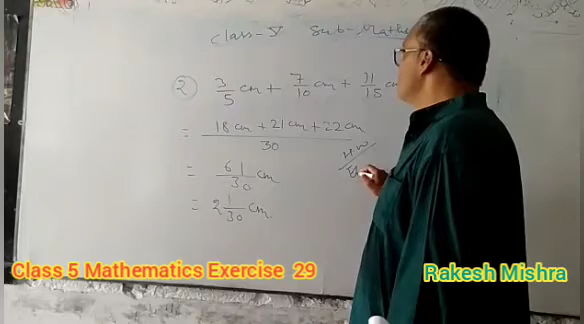 class-5 Sub-Mathe
2) 3/5 cm + 7/10 cm + 11/15 cm
= 18 cm + 21 cm + 22 cm / 30
= 61/30 cm
= 2 1/30 cm
H.W
Class 5 Mathematics Exercise 29
Rakesh Mishra